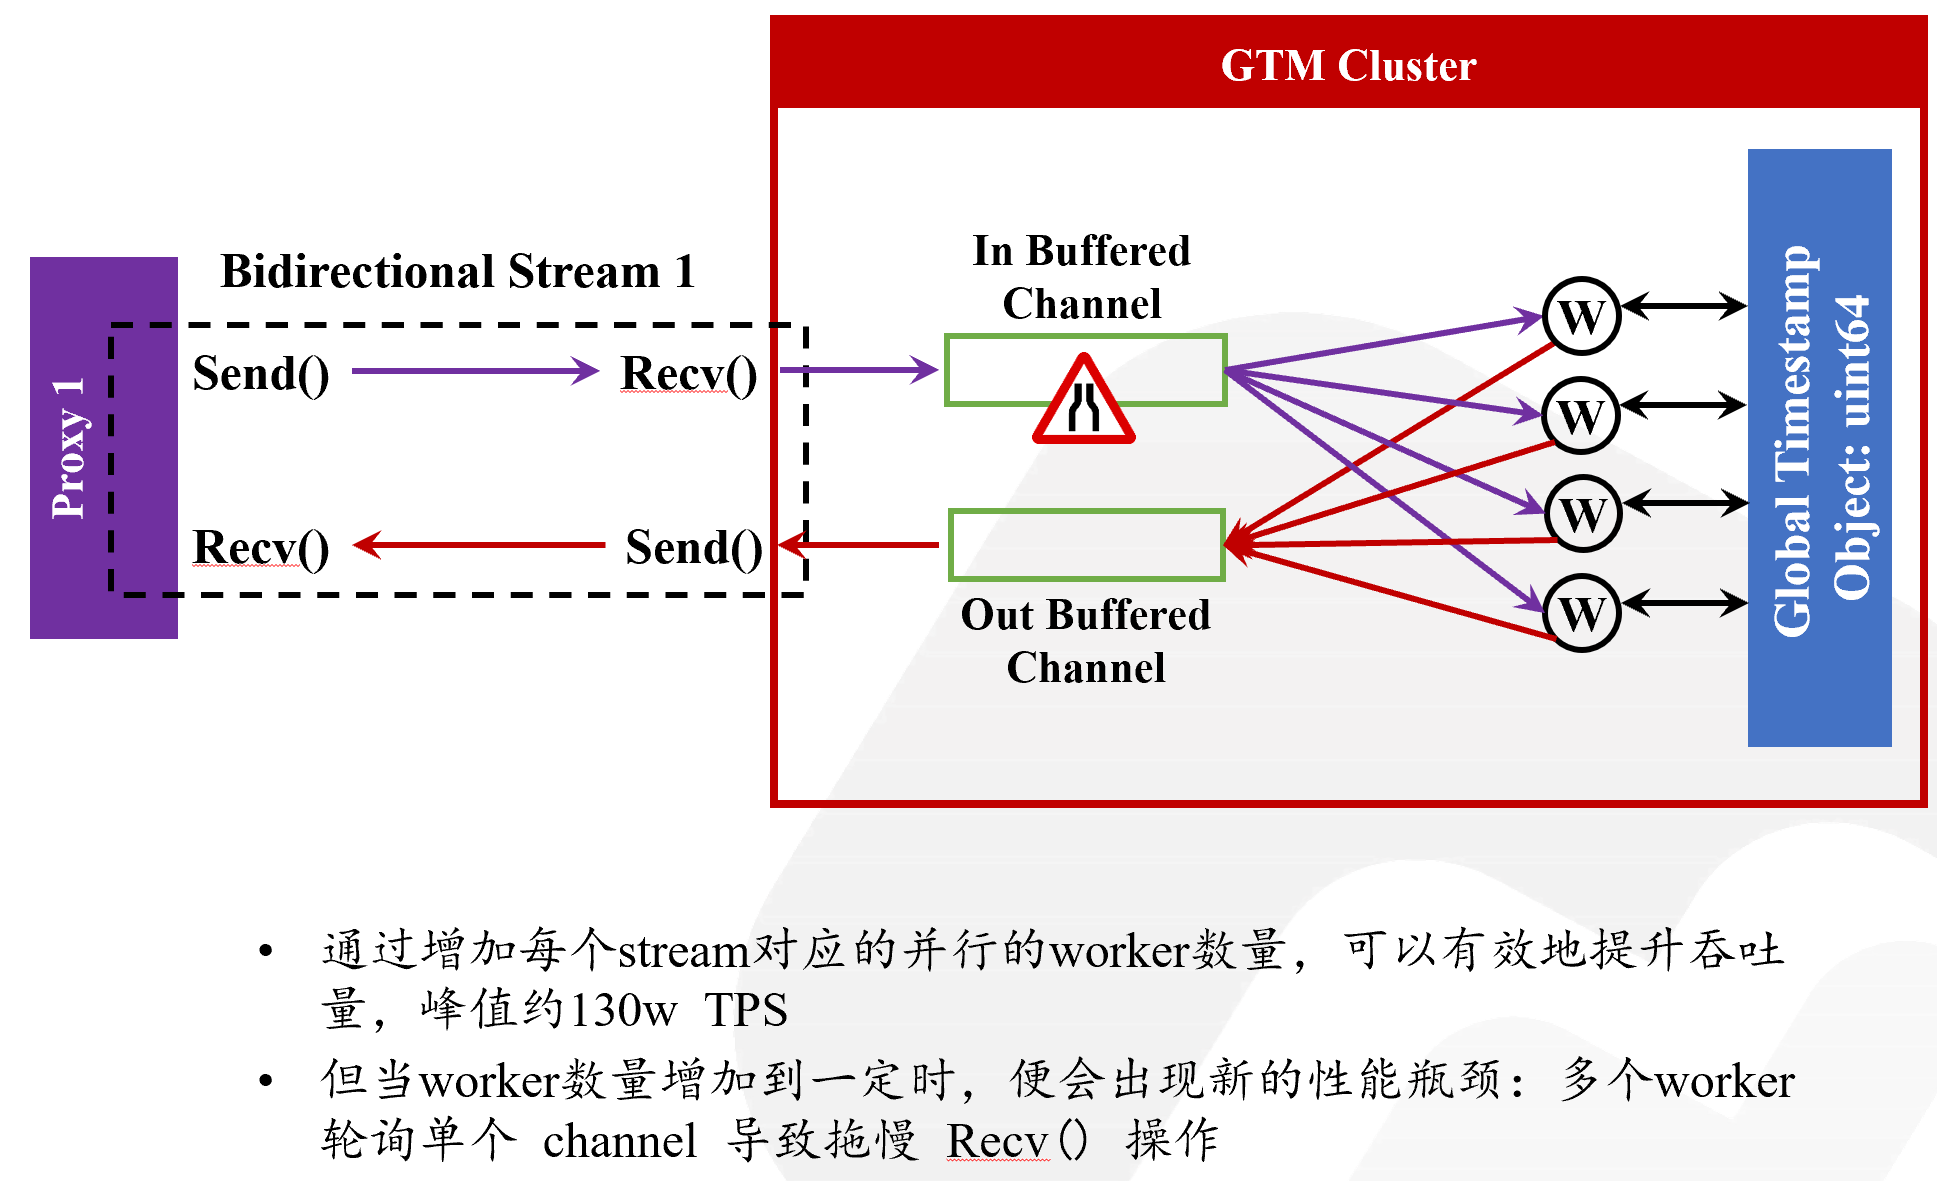 GTM Cluster
Bidirectional Stream 1
In Buffered
Channel
Proxy 1
Send()
Recv()
Recv()
Send()
Out Buffered
Channel
W
W
W
W
Global Timestamp
Object: uint64
• 通过增加每个stream对应的并行的worker数量，可以有效地提升吞吐
量，峰值约130w TPS
• 但当worker数量增加到一定时，便会出现新的性能瓶颈：多个worker
轮询单个 channel 导致拖慢 Recv() 操作